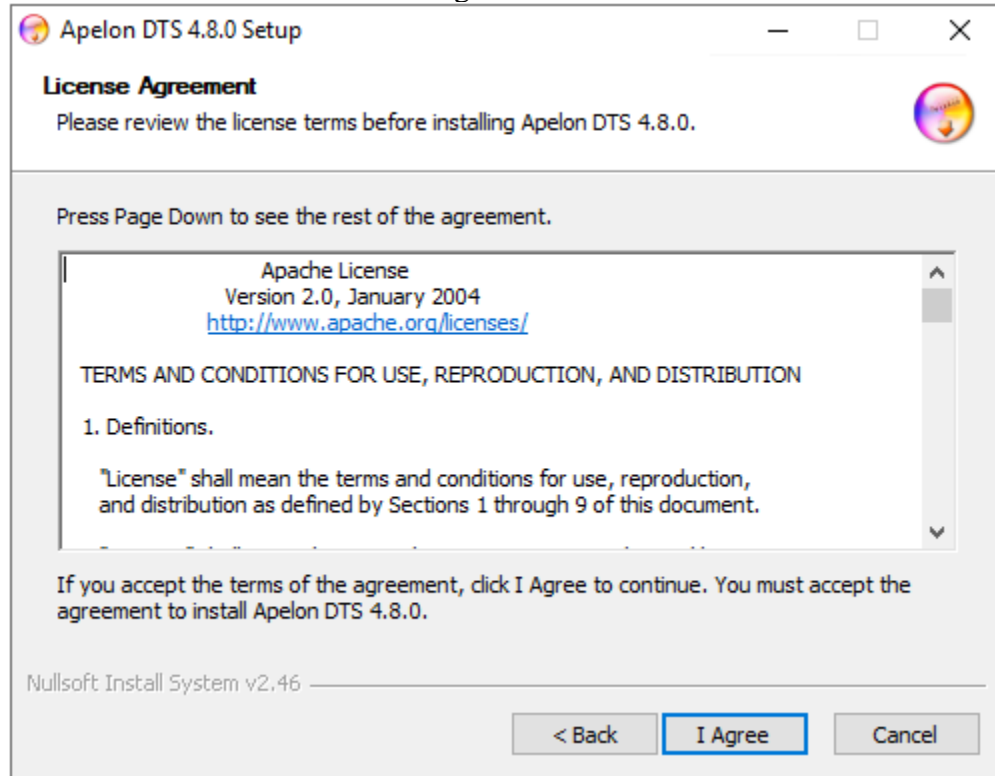 Apelon DTS 4.8.0 Setup
License Agreement
Please review the license terms before installing Apelon DTS 4.8.0.
Press Page Down to see the rest of the agreement.
Apache License
Version 2.0, January 2004
http://www.apache.org/licenses/
TERMS AND CONDITIONS FOR USE, REPRODUCTION, AND DISTRIBUTION
1. Definitions.
"License" shall mean the terms and conditions for use, reproduction,
and distribution as defined by Sections 1 through 9 of this document.
If you accept the terms of the agreement, click I Agree to continue. You must accept the
agreement to install Apelon DTS 4.8.0.
Nullsoft Install System v2.46
< Back
I Agree
Cancel